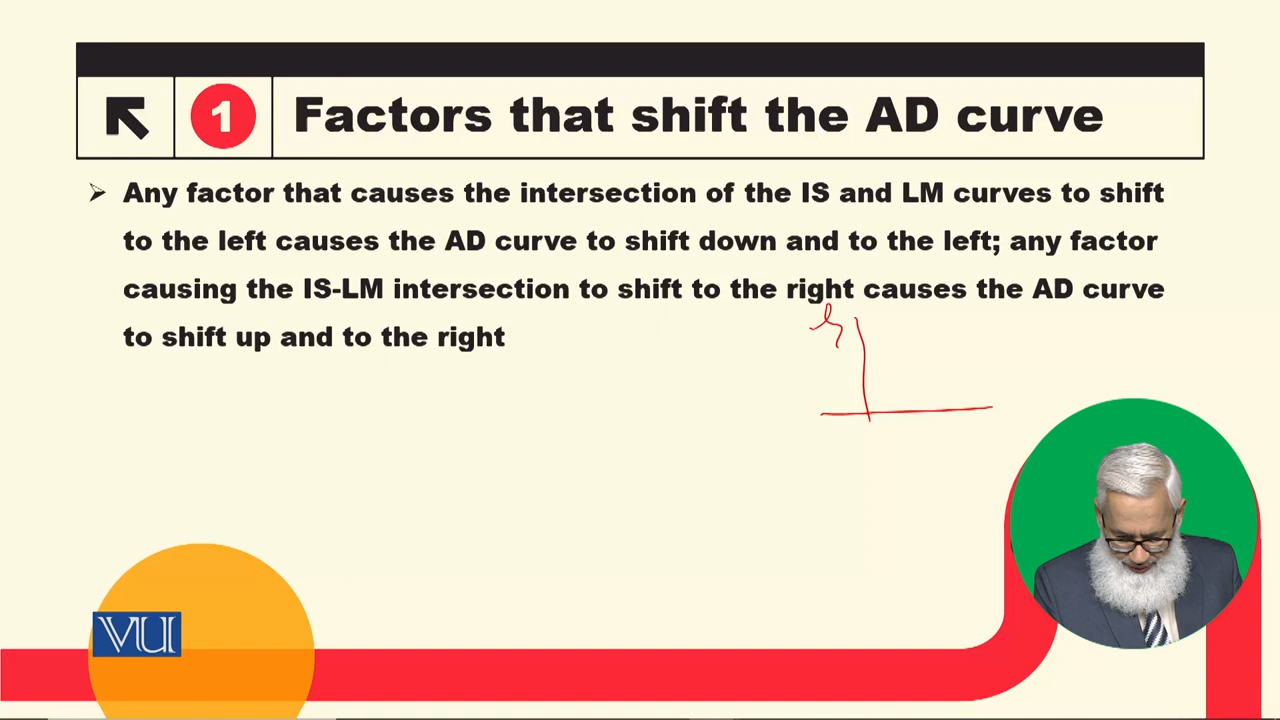 1
Factors that shift the AD curve
Any factor that causes the intersection of the IS and LM curves to shift
to the left causes the AD curve to shift down and to the left; any factor
causing the IS-LM intersection to shift to the right causes the AD curve
to shift up and to the right
r
VU